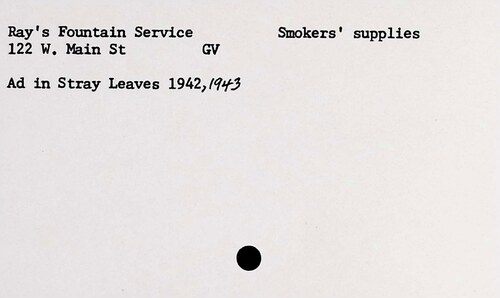 Ray's Fountain Service Smokers' supplies
122 W. Main St GV
Ad in Stray Leaves 1942, 1943